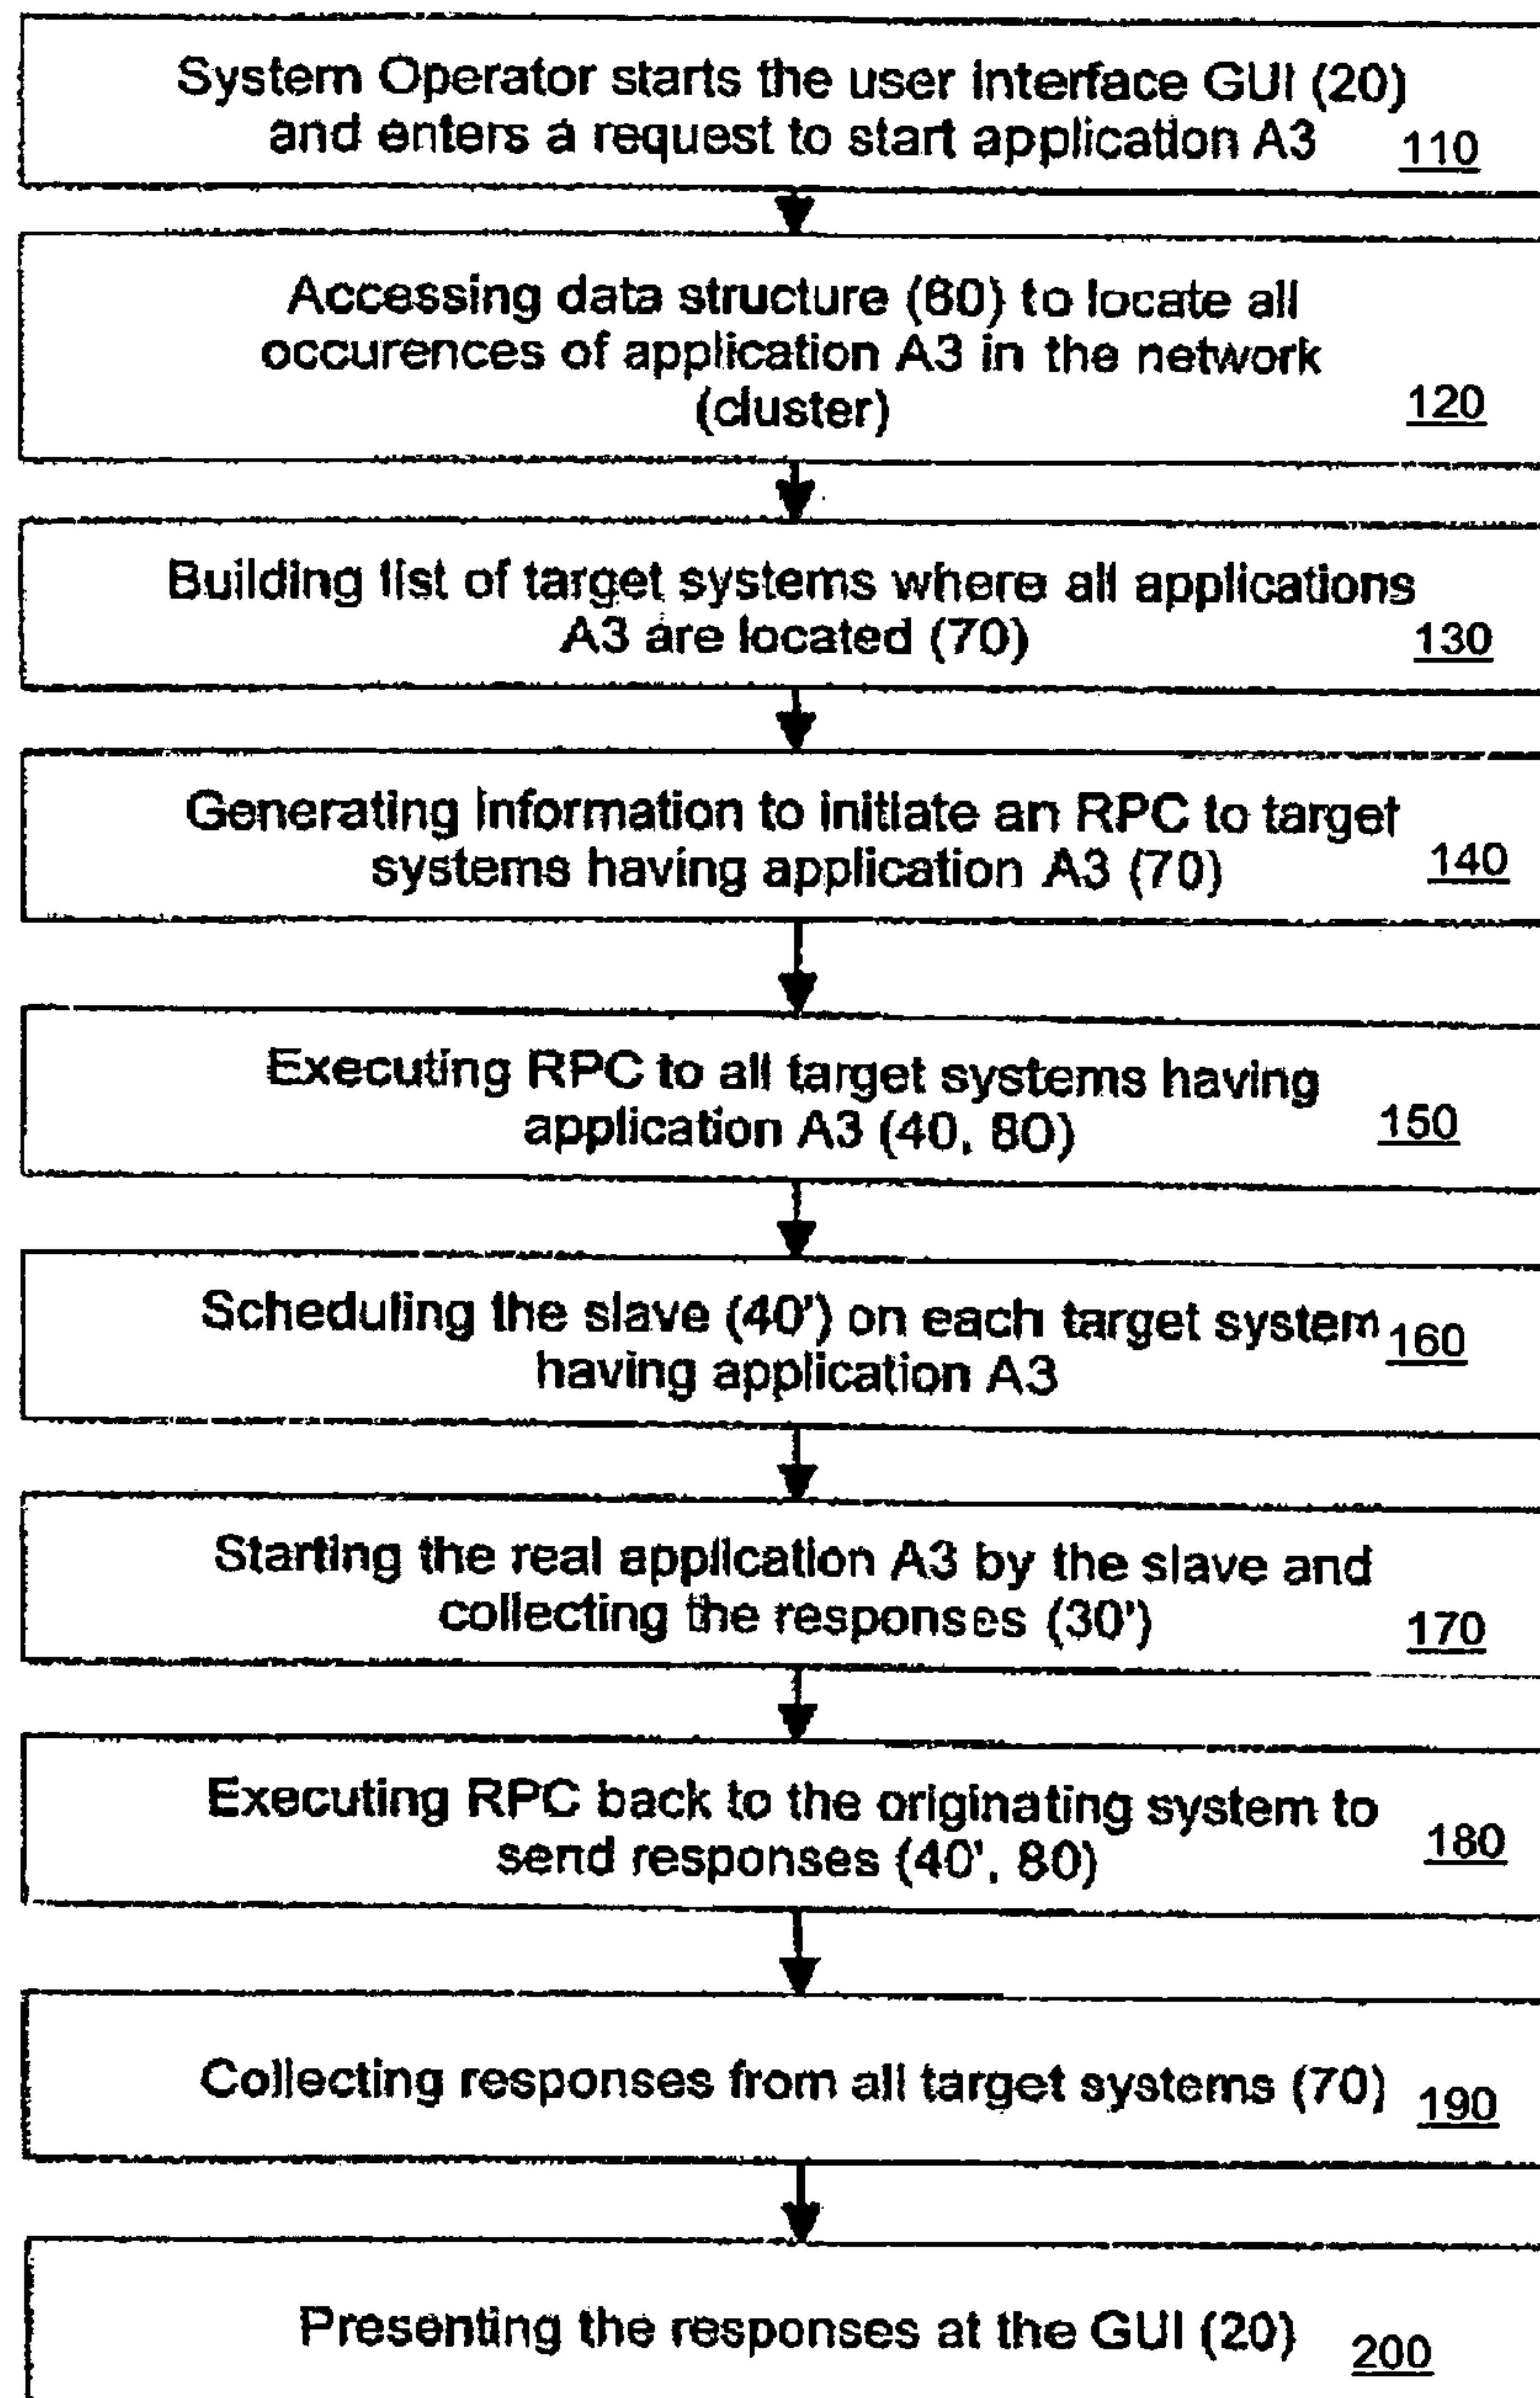 System Operator starts the user interface GUI (20)
and enters a request to start application A3 110
Accessing data structure (60) to locate all
occurences of application A3 in the network
(cluster) 120
Building list of target systems where all applications
A3 are located (70) 130
Generating information to initiate an RPC to target
systems having application A3 (70) 140
Executing RPC to all target systems having
application A3 (40, 80) 150
Scheduling the slave (40') on each target system 160
having application A3
Starting the real application A3 by the slave and
collecting the responses (30') 170
Executing RPC back to the originating system to
send responses (40', 80) 180
Collecting responses from all target systems (70) 190
Presenting the responses at the GUI (20) 200